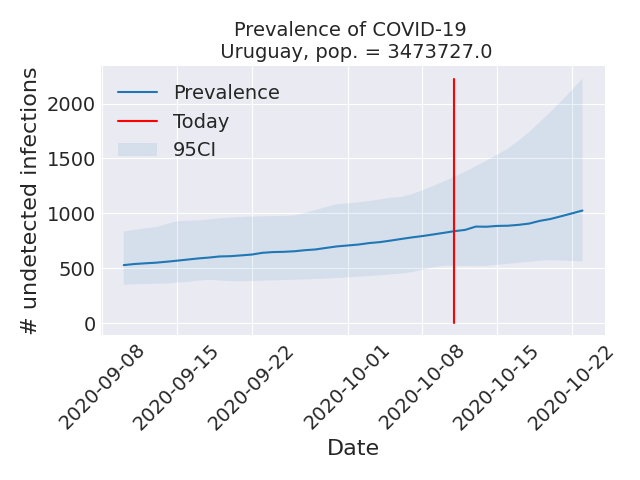 Prevalence of COVID-19
Uruguay, pop. = 3473727.0
# undetected infections
2000
1500
1000
500
0
Prevalence
Today
95CI
2020-09-08
2020-09-15
2020-09-22
2020-10-01
2020-10-08
2020-10-15
2020-10-22
Date